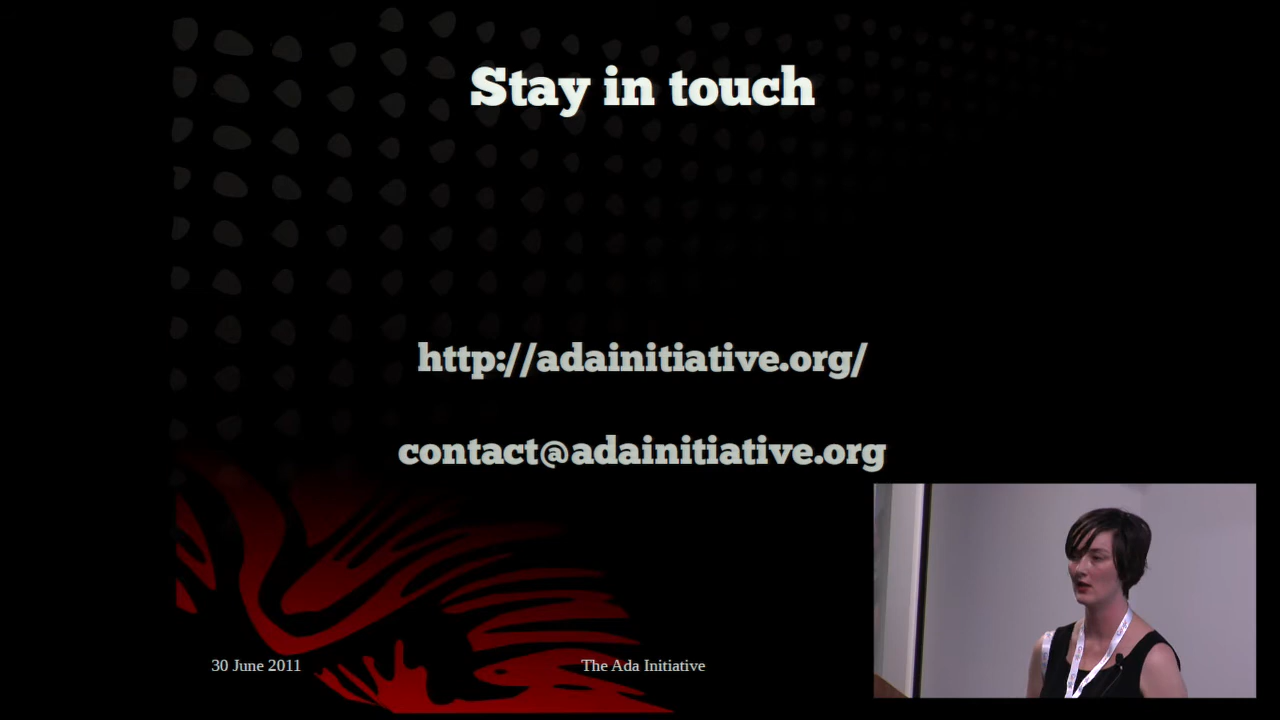 Stay in touch
http://adainitiative.org/
contact@adainitiative.org
30 June 2011
The Ada Initiative